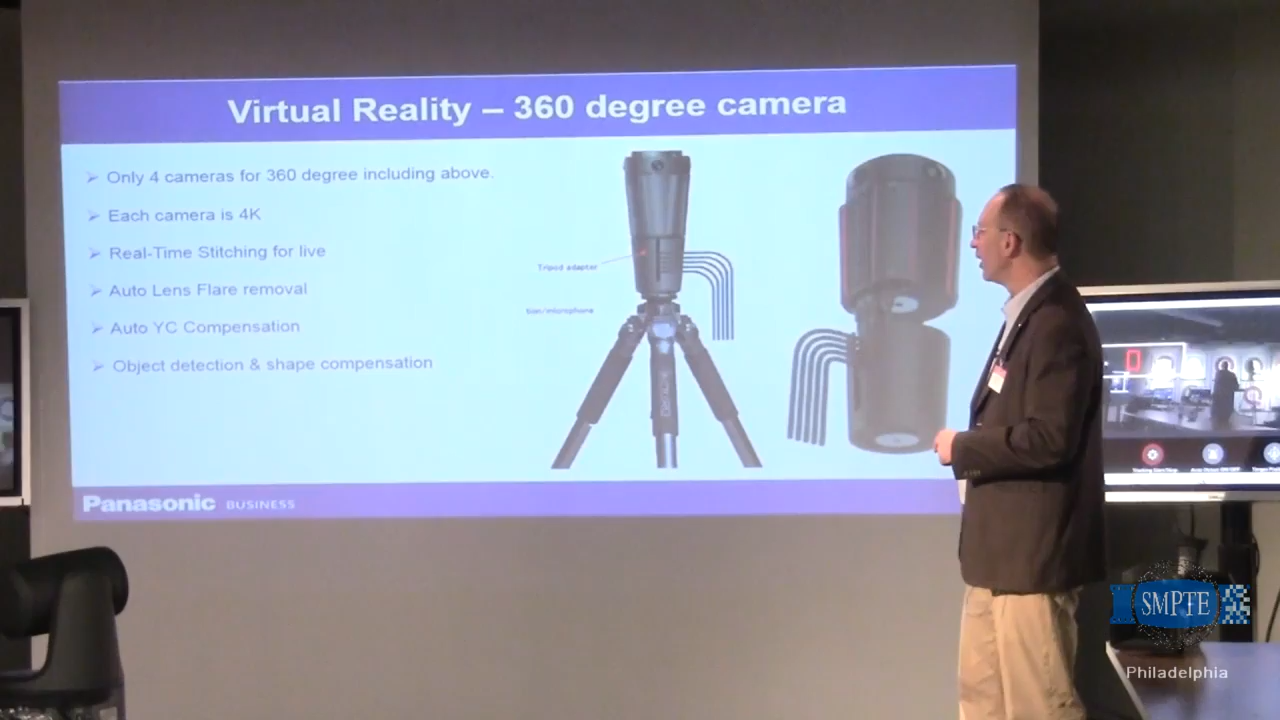 Virtual Reality – 360 degree camera
➢ Only 4 cameras for 360 degree including above.
➢ Each camera is 4K
➢ Real-Time Stitching for live
➢ Auto Lens Flare removal
➢ Auto YC Compensation
➢ Object detection & shape compensation
Tripod adapter
tion/microphone
Panasonic BUSINESS
SMPTE
Philadelphia